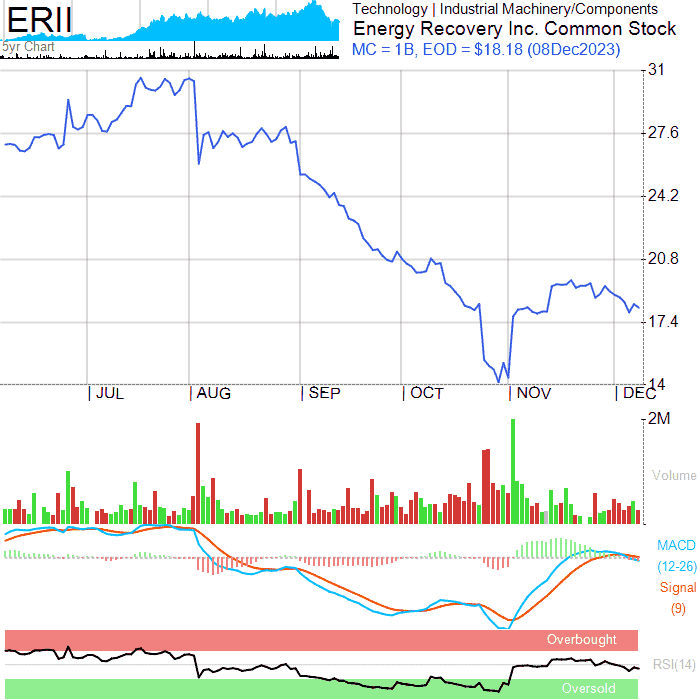 ERII
5yr Chart
Technology | Industrial Machinery/Components
Energy Recovery Inc. Common Stock
MC = 1B, EOD = $18.18 (08Dec2023)
31
27.6
24.2
20.8
17.4
14
JUL AUG SEP OCT NOV DEC
2M
Volume
MACD
(12-26)
Signal
(9)
Overbought
RSI(14)
Oversold